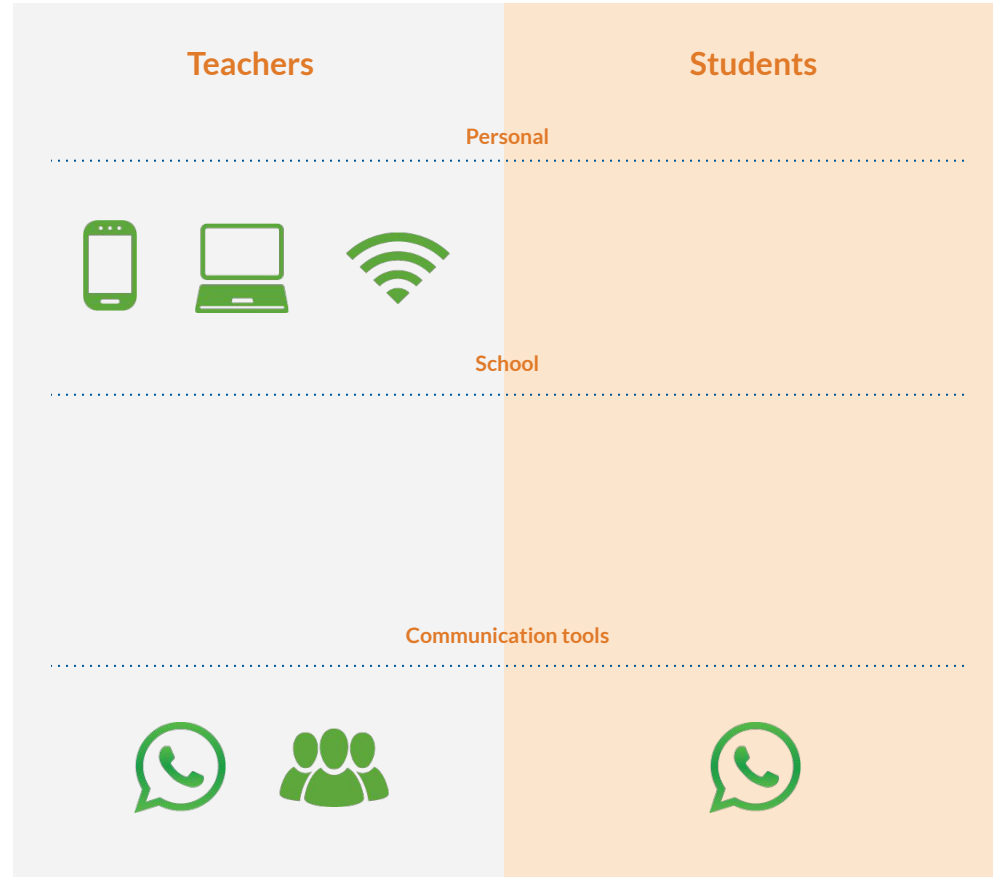 Teachers
Students
Personal
School
Communication tools